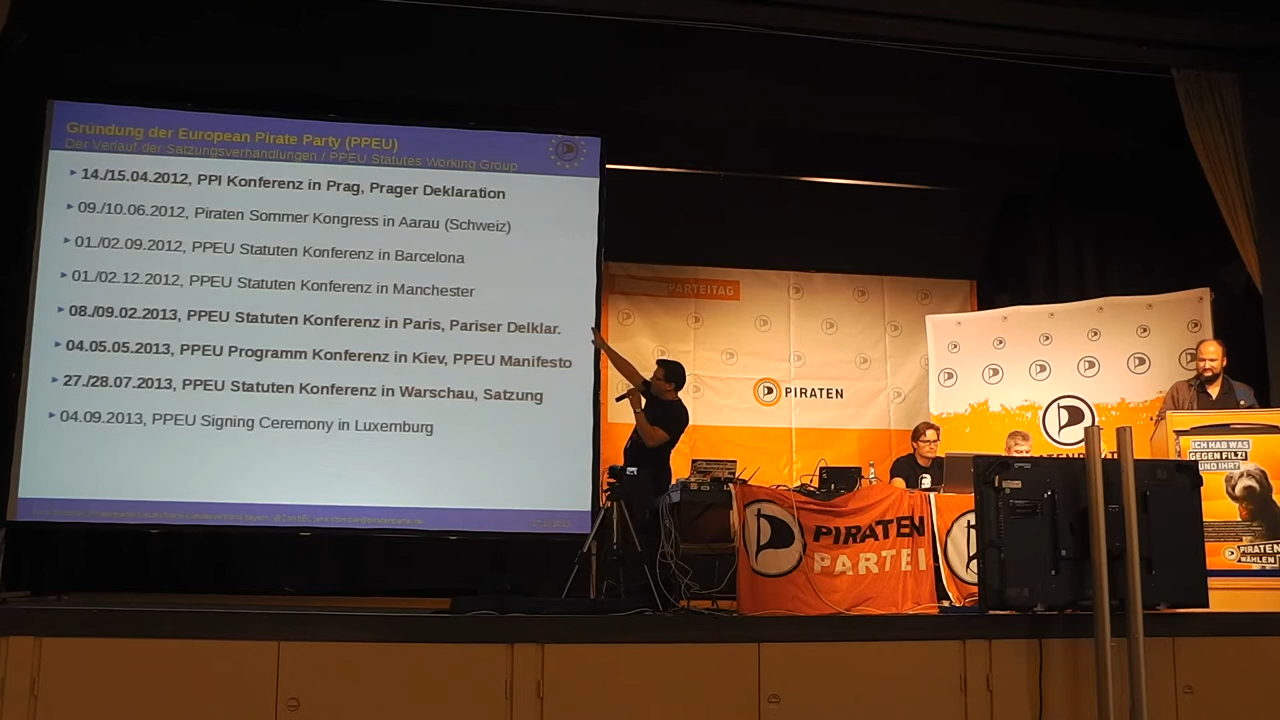 Gründung der European Pirate Party (PPEU)
Der Verlauf der Satzungsverhandlungen / PPEU Statutes Working Group
14./15.04.2012, PPI Konferenz in Prag, Prager Deklaration
09./10.06.2012, Piraten Sommer Kongress in Aarau (Schweiz)
01./02.09.2012, PPEU Statuten Konferenz in Barcelona
01./02.12.2012, PPEU Statuten Konferenz in Manchester
08./09.02.2013, PPEU Statuten Konferenz in Paris, Pariser Delklar.
04.05.05.2013, PPEU Programm Konferenz in Kiev, PPEU Manifesto
27./28.07.2013, PPEU Statuten Konferenz in Warschau, Satzung
04.09.2013, PPEU Signing Ceremony in Luxemburg
PARTEITAG
PIRATEN
PIRATEN
PARTEI
ICH HAB WAS
GEGEN FILZ!
UND IHR?
PIRATEN
WÄHLEN